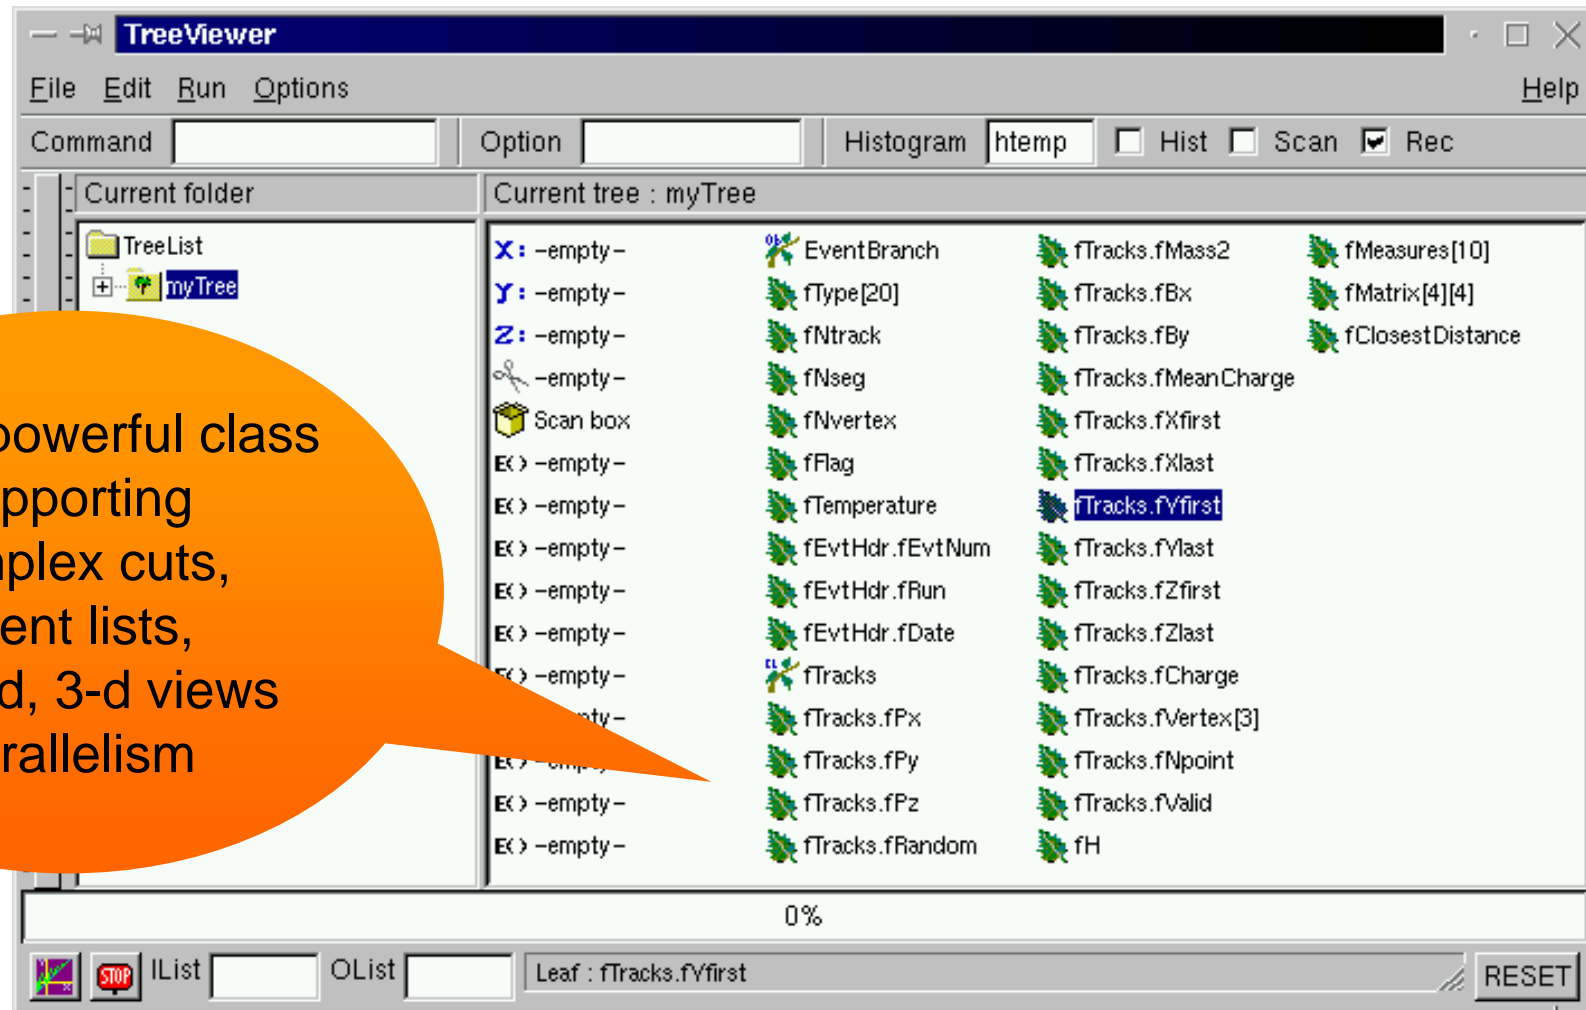 TreeViewer
File Edit Run Options Help
Command Option Histogram htemp Hist Scan Rec
Current folder
TreeList
myTree
Current tree : myTree
X: -empty-
Y: -empty-
Z: -empty-
-empty-
Scan box
E() -empty-
E() -empty-
E() -empty-
E() -empty-
E() -empty-
-empty-
E() -empty-
E() -empty-
EventBranch
fType[20]
fNtrack
fNseg
fNvertex
fFlag
fTemperature
fEvtHdr.fEvtNum
fEvtHdr.fRun
fEvtHdr.fDate
fTracks
fTracks.fPx
fTracks.fPy
fTracks.fPz
fTracks.fRandom
fTracks.fMass2
fTracks.fBx
fTracks.fBy
fTracks.fMeanCharge
fTracks.fXfirst
fTracks.fXlast
fTracks.fYfirst
fTracks.fYlast
fTracks.fZfirst
fTracks.fZlast
fTracks.fCharge
fTracks.fVertex[3]
fTracks.fNpoint
fTracks.fValid
fH
fMeasures[10]
fMatrix[4][4]
fClosestDistance
powerful class
pporting
plex cuts,
ent lists,
d, 3-d views
rallelism
0%
STOP IList OList Leaf : fTracks.fYfirst RESET